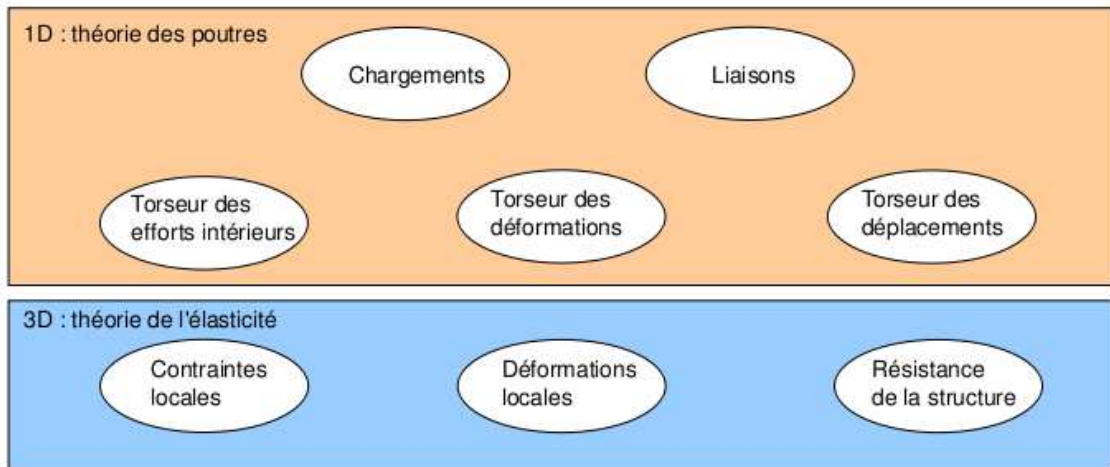 1D : théorie des poutres
Chargements
Liaisons
Torseur des
efforts intérieurs
Torseur des
déformations
Torseur des
déplacements
3D : théorie de l'élasticité
Contraintes
locales
Déformations
locales
Résistance
de la structure